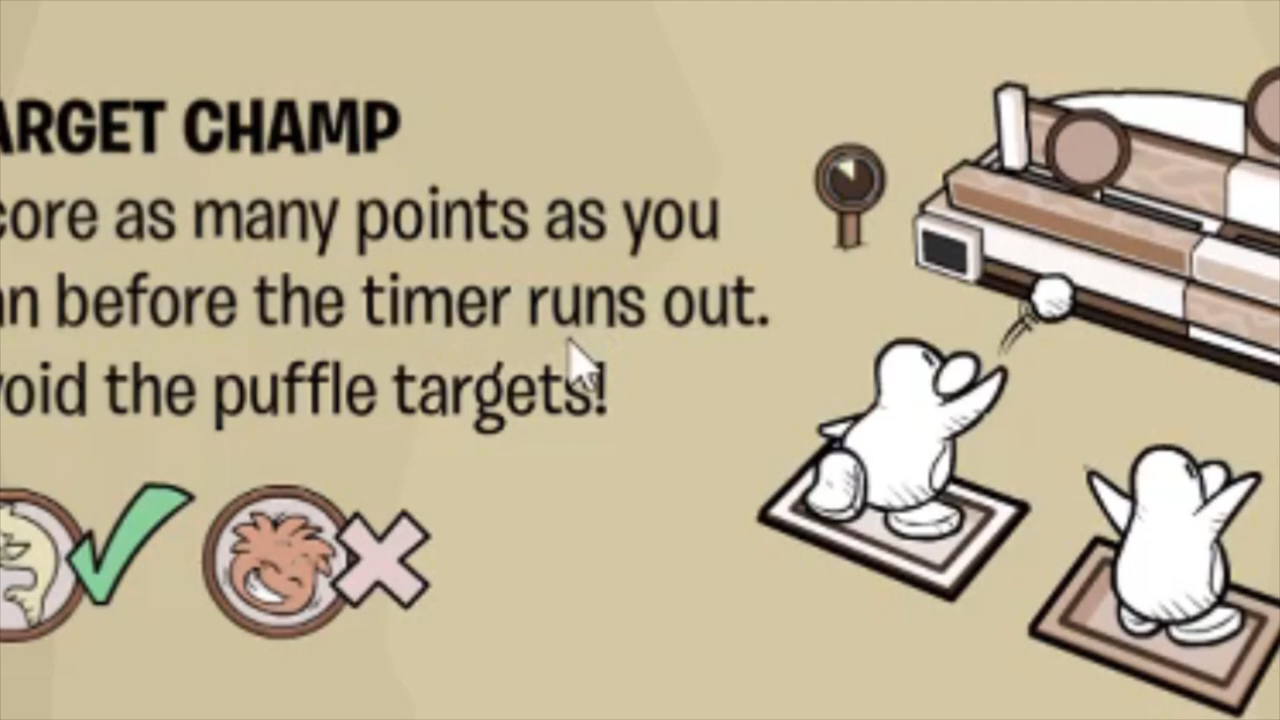 ARGET CHAMP
core as many points as you
an before the timer runs out.
void the puffle targets!